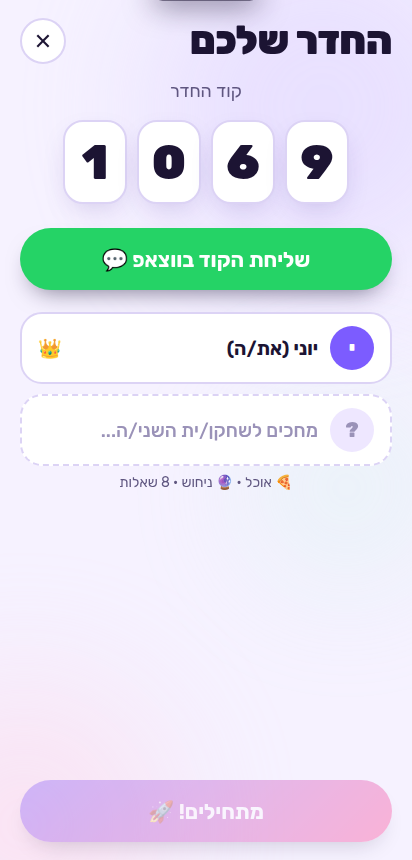 החדר שלכם
✕
קוד החדר
1 0 6 9
שליחת הקוד בווצאפ 💬
י
יוני (את/ה) 👑
?
מחכים לשחקן/ית השני/ה...
🍕 אוכל • 🔮 ניחוש • 8 שאלות
מתחילים! 🚀